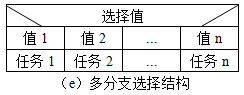 选择值
值 1 值 2 ... 值 n
任务 1 任务 2 ... 任务 n
（e）多分支选择结构